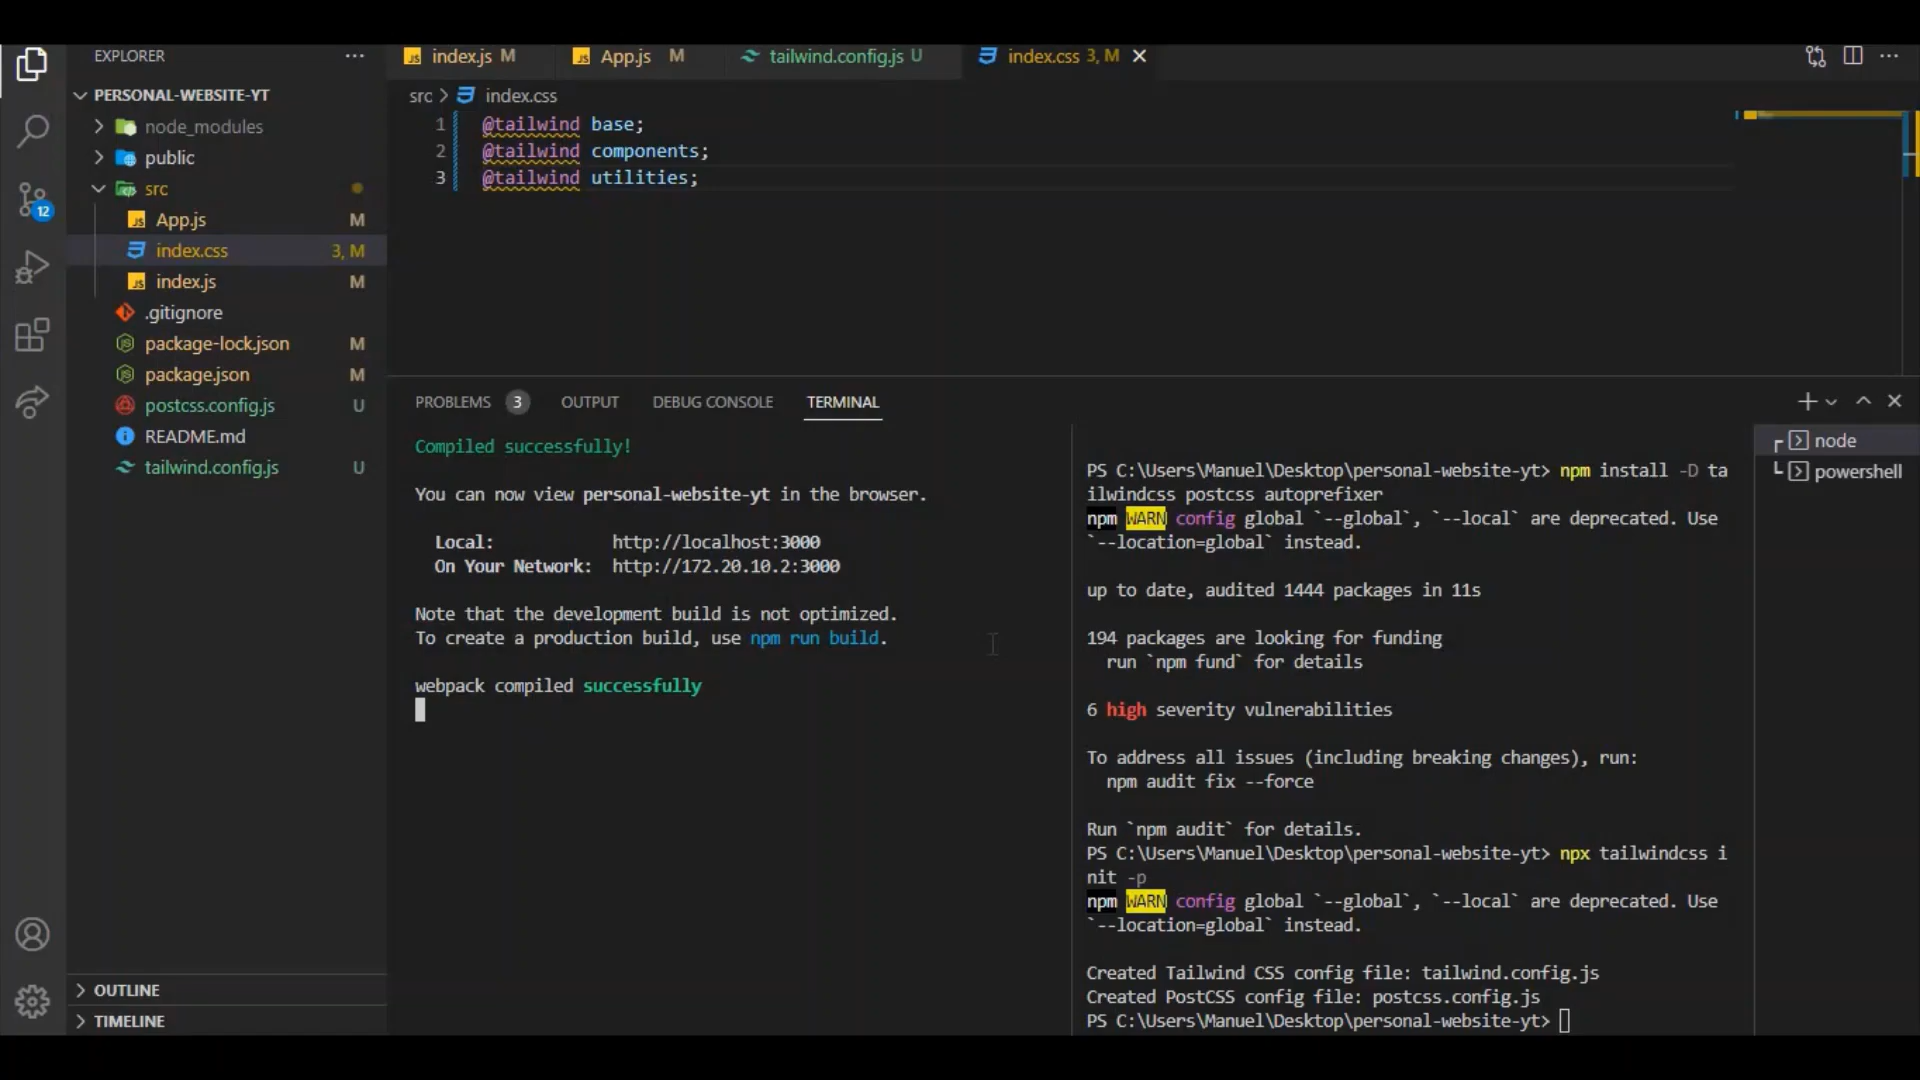 EXPLORER
PERSONAL-WEBSITE-YT
node_modules
public
src
App.js M
index.css 3, M
index.js M
.gitignore
package-lock.json M
package.json M
postcss.config.js U
README.md
tailwind.config.js U
OUTLINE
TIMELINE
12
index.js M
App.js M
tailwind.config.js U
index.css 3, M
src > index.css
1 @tailwind base;
2 @tailwind components;
3 @tailwind utilities;
PROBLEMS 3 OUTPUT DEBUG CONSOLE TERMINAL
Compiled successfully!
You can now view personal-website-yt in the browser.
Local: http://localhost:3000
On Your Network: http://172.20.10.2:3000
Note that the development build is not optimized.
To create a production build, use npm run build.
webpack compiled successfully
PS C:\Users\Manuel\Desktop\personal-website-yt> npm install -D ta
ilwindcss postcss autoprefixer
npm WARN config global `--global`, `--local` are deprecated. Use
`--location=global` instead.
up to date, audited 1444 packages in 11s
194 packages are looking for funding
run `npm fund` for details
6 high severity vulnerabilities
To address all issues (including breaking changes), run:
npm audit fix --force
Run `npm audit` for details.
PS C:\Users\Manuel\Desktop\personal-website-yt> npx tailwindcss i
nit -p
npm WARN config global `--global`, `--local` are deprecated. Use
`--location=global` instead.
Created Tailwind CSS config file: tailwind.config.js
Created PostCSS config file: postcss.config.js
PS C:\Users\Manuel\Desktop\personal-website-yt>
node
powershell